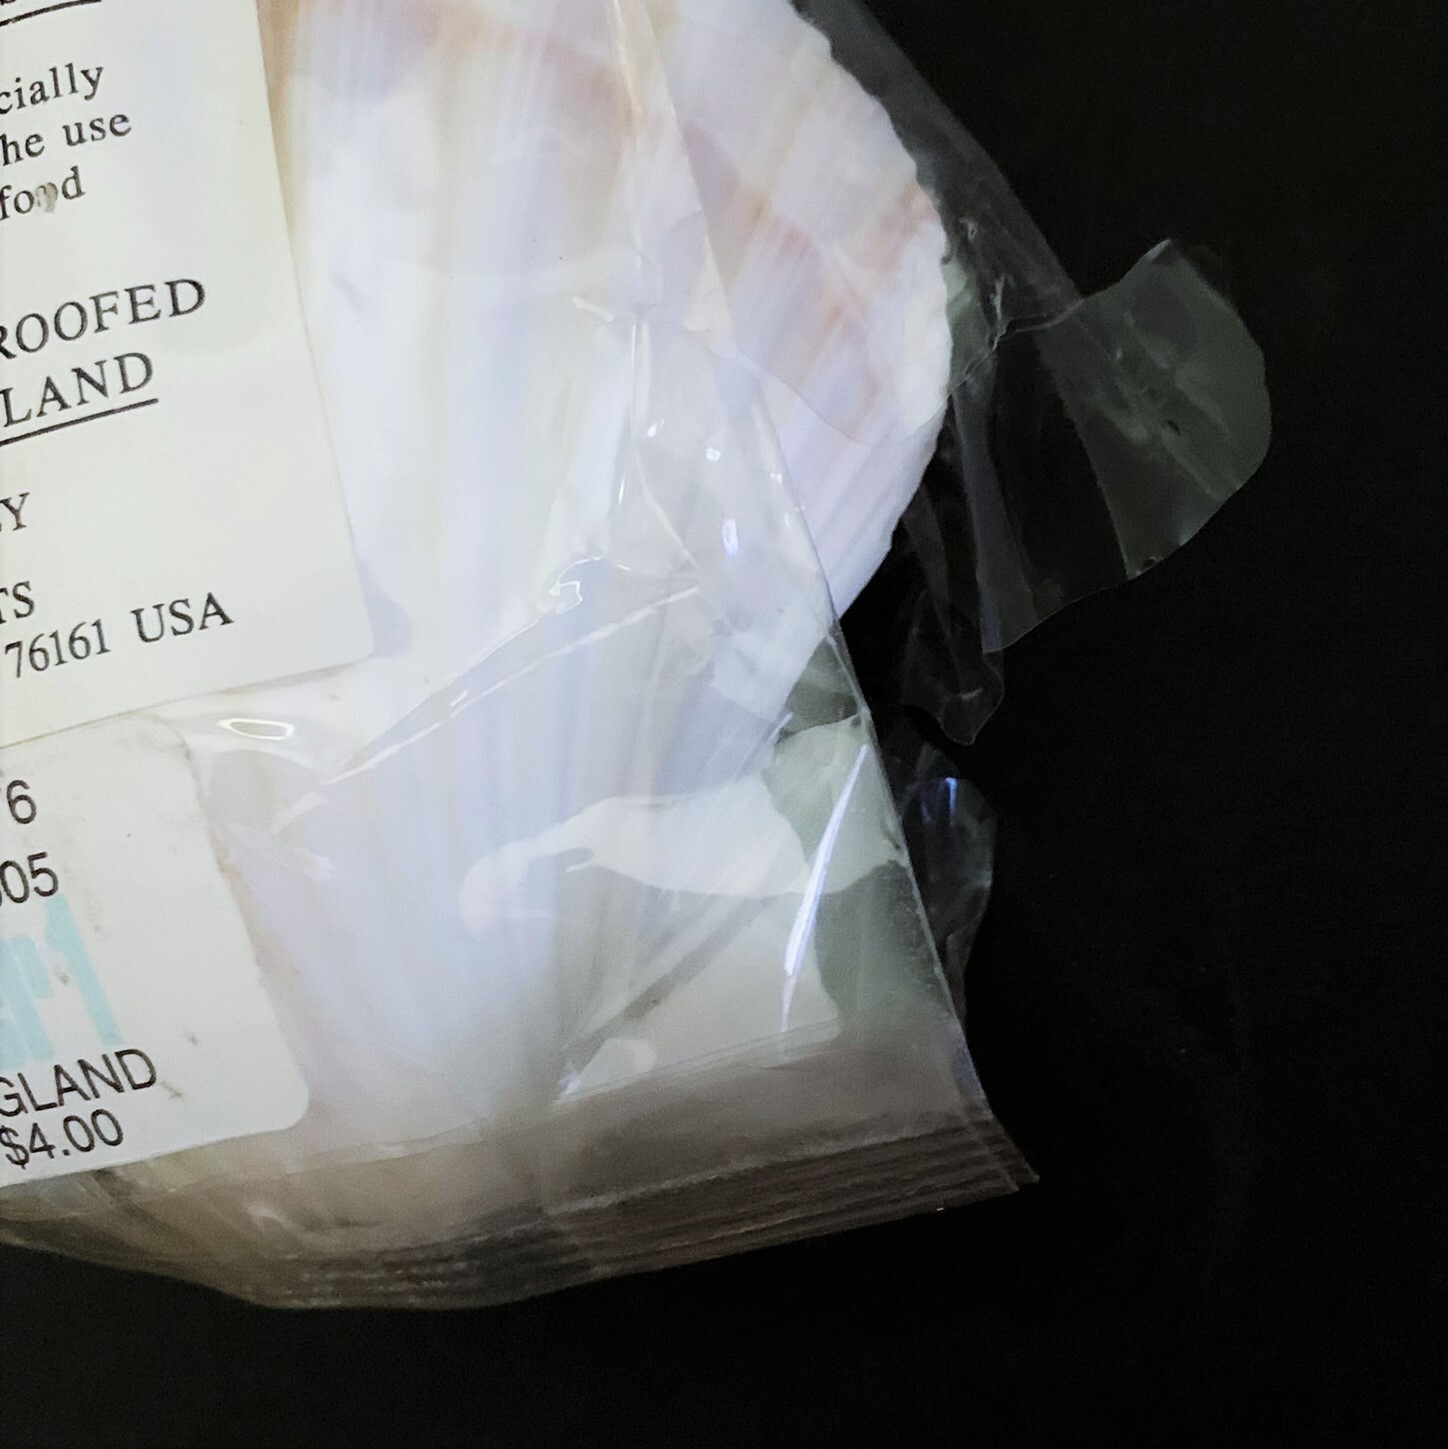 cially
he use
food
ROOFED
LAND
Y
TS
76161 USA
6
05
GLAND
$4.00